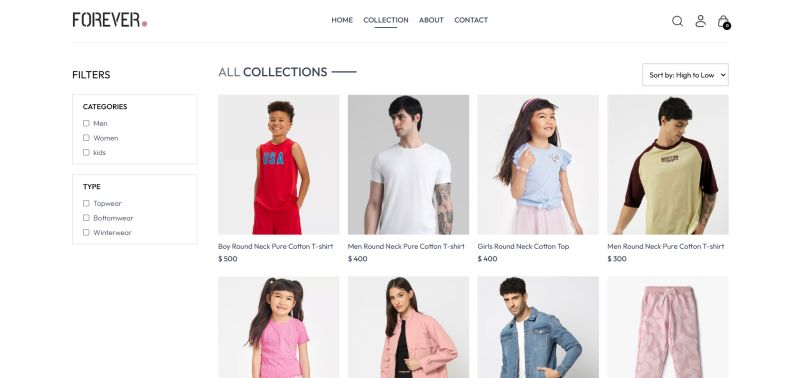 FOREVER.
HOME COLLECTION ABOUT CONTACT
0
FILTERS
CATEGORIES
Men
Women
kids
TYPE
Topwear
Bottomwear
Winterwear
ALL COLLECTIONS
Sort by: High to Low
USA
BOSTON
Boy Round Neck Pure Cotton T-shirt
$ 500
Men Round Neck Pure Cotton T-shirt
$ 400
Girls Round Neck Cotton Top
$ 400
Men Round Neck Pure Cotton T-shirt
$ 300